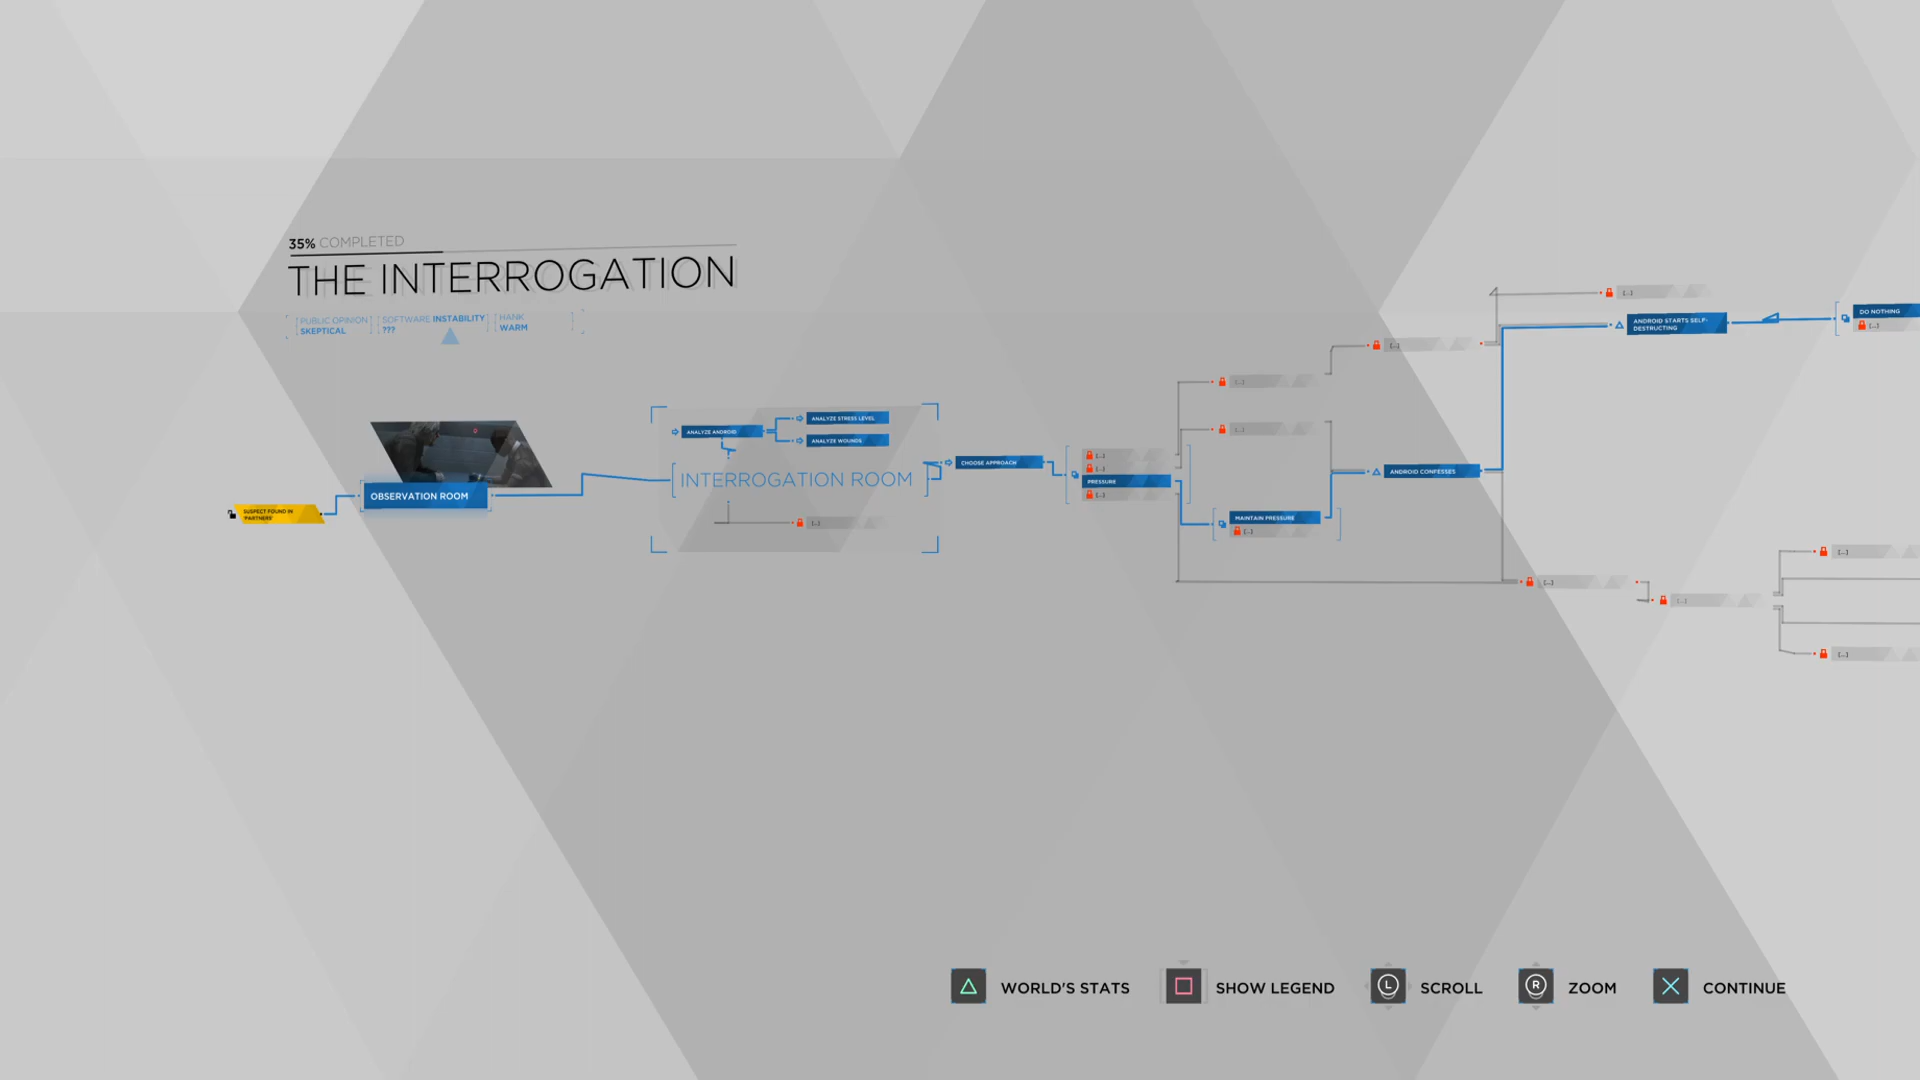 35% COMPLETED
THE INTERROGATION
PUBLIC OPINION
SKEPTICAL
SOFTWARE INSTABILITY
???
HANK
WARM
SUSPECT FOUND IN
'PARTNERS'
OBSERVATION ROOM
ANALYZE ANDROID
ANALYZE STRESS LEVEL
ANALYZE WOUNDS
INTERROGATION ROOM
[...]
CHOOSE APPROACH
[...]
[...]
PRESSURE
[...]
[...]
[...]
MAINTAIN PRESSURE
[...]
[...]
ANDROID CONFESSES
[...]
ANDROID STARTS SELF-
DESTRUCTING
DO NOTHING
[...]
[...]
[...]
[...]
[...]
WORLD'S STATS
SHOW LEGEND
L
SCROLL
R
ZOOM
CONTINUE